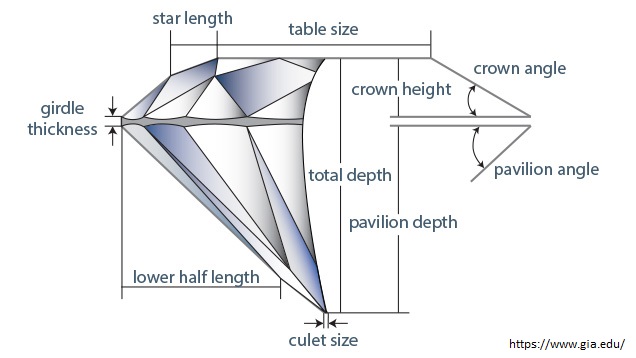 star length
table size
crown angle
crown height
girdle
thickness
pavilion angle
total depth
pavilion depth
lower half length
culet size
https://www.gia.edu/